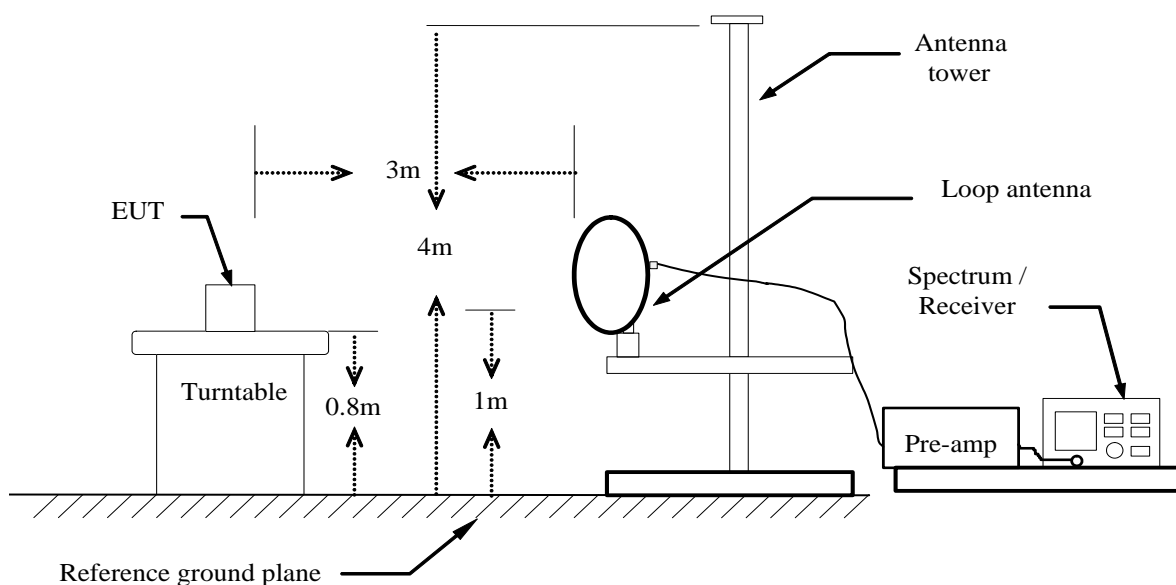 Antenna
tower
3m
Loop antenna
EUT
4m
Spectrum /
Receiver
Turntable
0.8m
1m
Pre-amp
Reference ground plane